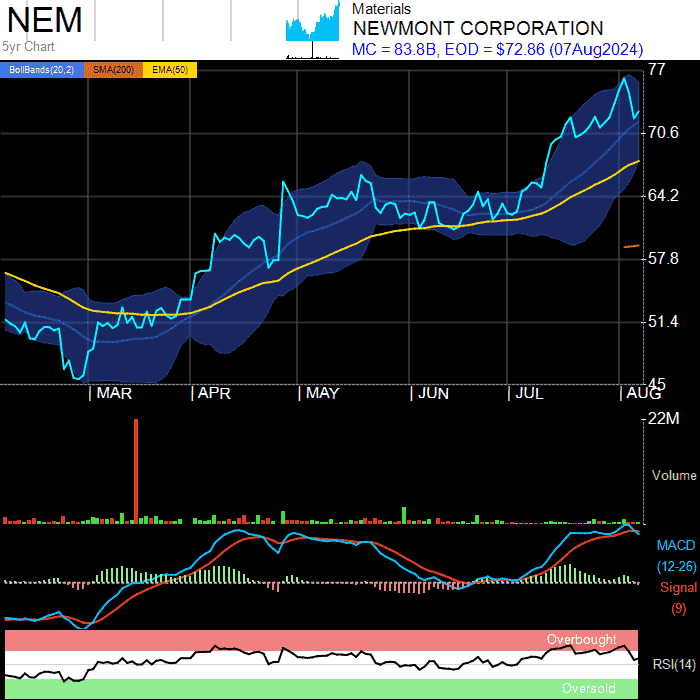 NEM
5yr Chart
Materials
NEWMONT CORPORATION
MC = 83.8B, EOD = $72.86 (07Aug2024)
BollBands(20,2) SMA(200) EMA(50)
77
70.6
64.2
57.8
51.4
45
| MAR | APR | MAY | JUN | JUL | AUG
22M
Volume
MACD
(12-26)
Signal
(9)
Overbought
RSI(14)
Oversold